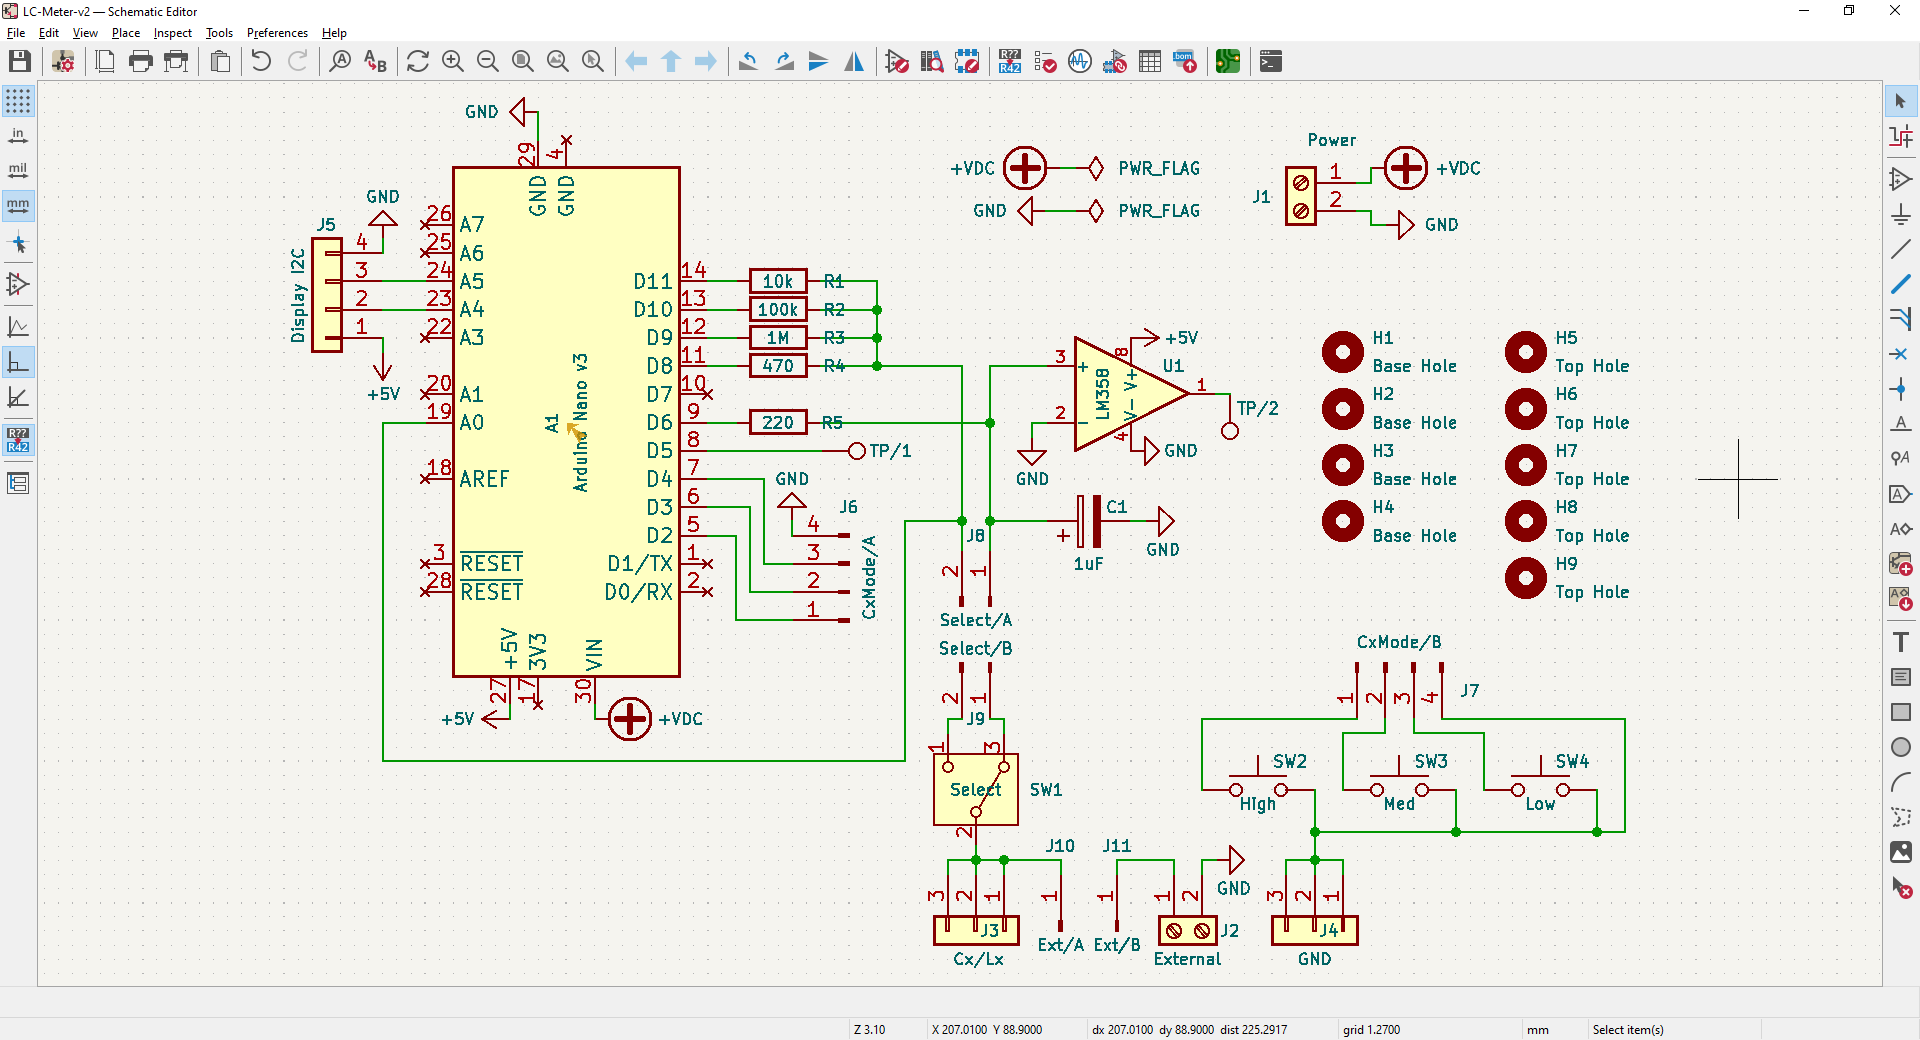 LC-Meter-v2 — Schematic Editor
File Edit View Place Inspect Tools Preferences Help
in
mil
mm
R??
R42
GND
29
4
GND
GND
GND
J5
Display I2C
4
3
2
1
+5V
26 A7
25 A6
24 A5
23 A4
22 A3
20 A1
19 A0
18 AREF
3 RESET
28 RESET
A1
Arduino Nano v3
D11 14 10k R1
D10 13 100k R2
D9 12 1M R3
D8 11 470 R4
D7 10
D6 9 220 R5
D5 8 TP/1
D4 7
D3 6
D2 5
D1/TX 1
D0/RX 2
+5V
3V3
VIN
27
17
30
+5V
+VDC
GND
J6
4
3
2
1
CxMode/A
+VDC PWR_FLAG
GND PWR_FLAG
Power
J1
1
2
+VDC
GND
3
2
+
−
LM358
V+
V-
8
4
+5V
U1
1
TP/2
GND
GND
C1
+
1uF
GND
J8
2
1
Select/A
Select/B
2
1
J9
1
3
Select
SW1
2
J10
J11
3
2
1
J3
Cx/Lx
1
Ext/A
1
Ext/B
1
2
J2
External
GND
3
2
1
J4
GND
H1
Base Hole
H2
Base Hole
H3
Base Hole
H4
Base Hole
H5
Top Hole
H6
Top Hole
H7
Top Hole
H8
Top Hole
H9
Top Hole
CxMode/B
1
2
3
4
J7
SW2
HIgh
SW3
Med
SW4
Low
Z 3.10
X 207.0100 Y 88.9000
dx 207.0100 dy 88.9000 dist 225.2917
grid 1.2700
mm
Select item(s)